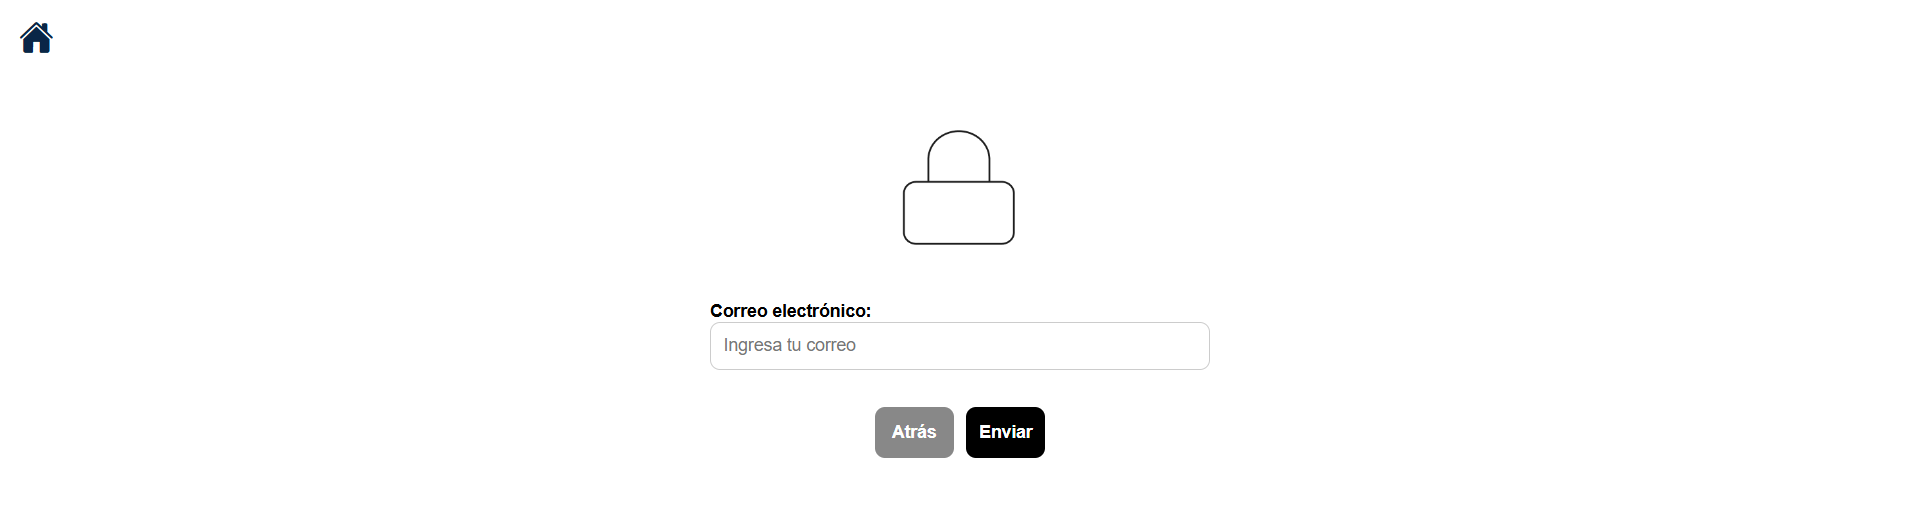 Correo electrónico:
Ingresa tu correo
Atrás
Enviar